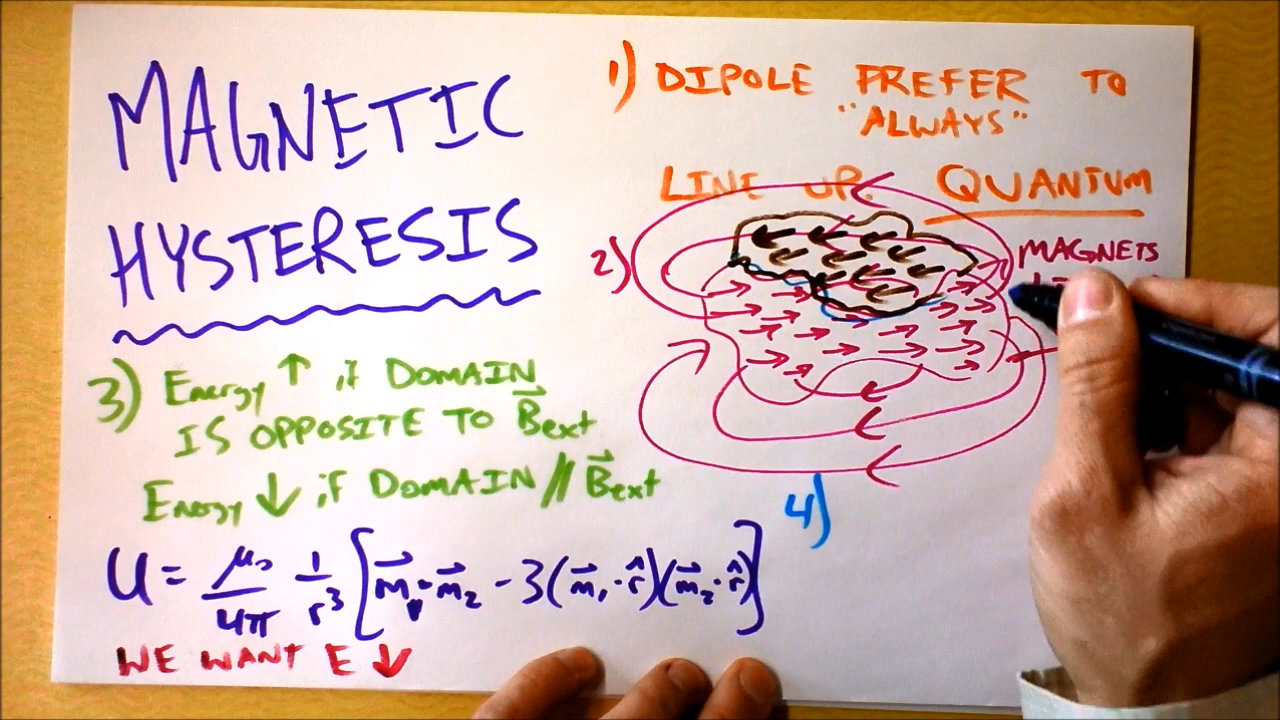 MAGNETIC
HYSTERESIS
1) DIPOLE PREFER TO
"ALWAYS"
LINE UP. QUANTUM
2)
MAGNETS
3) Energy ↑ if DOMAIN
IS OPPOSITE TO B⃗ext
Energy ↓ if DOMAIN // B⃗ext
4)
U = μ₀/4π 1/r³ [m⃗₁·m⃗₂ - 3(m⃗₁·r̂)(m⃗₂·r̂)]
WE WANT E ↓